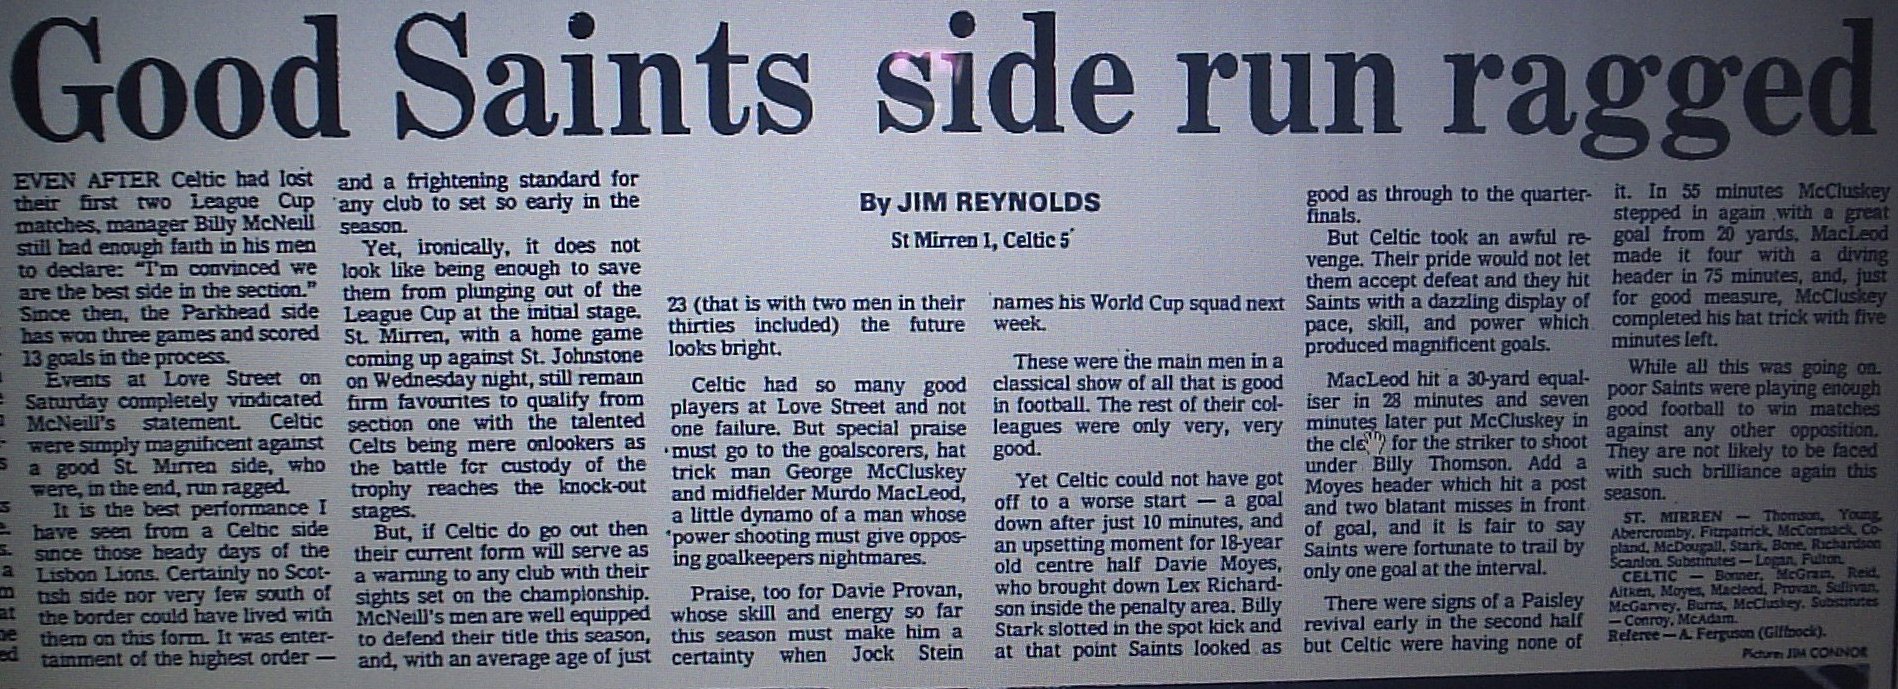 Good Saints side run ragged
EVEN AFTER Celtic had lost
their first two League Cup
matches, manager Billy McNeill
still had enough faith in his men
to declare: "I'm convinced we
are the best side in the section."
Since then, the Parkhead side
has won three games and scored
13 goals in the process.
Events at Love Street on
Saturday completely vindicated
McNeill's statement. Celtic
were simply magnificent against
a good St. Mirren side, who
were, in the end, run ragged.
It is the best performance I
have seen from a Celtic side
since those heady days of the
Lisbon Lions. Certainly no Scot-
tish side nor very few south of
the border could have lived with
them on this form. It was enter-
tainment of the highest order —
and a frightening standard for
any club to set so early in the
season.
Yet, ironically, it does not
look like being enough to save
them from plunging out of the
League Cup at the initial stage.
St. Mirren, with a home game
coming up against St. Johnstone
on Wednesday night, still remain
firm favourites to qualify from
section one with the talented
Celts being mere onlookers as
the battle for custody of the
trophy reaches the knock-out
stages.
But, if Celtic do go out then
their current form will serve as
a warning to any club with their
sights set on the championship.
McNeill's men are well equipped
to defend their title this season,
and, with an average age of just
By JIM REYNOLDS
St Mirren 1, Celtic 5
23 (that is with two men in their
thirties included) the future
looks bright.
Celtic had so many good
players at Love Street and not
one failure. But special praise
must go to the goalscorers, hat
trick man George McCluskey
and midfielder Murdo MacLeod,
a little dynamo of a man whose
power shooting must give oppos-
ing goalkeepers nightmares.
Praise, too for Davie Provan,
whose skill and energy so far
this season must make him a
certainty when Jock Stein
names his World Cup squad next
week.
These were the main men in a
classical show of all that is good
in football. The rest of their col-
leagues were only very, very
good.
Yet Celtic could not have got
off to a worse start — a goal
down after just 10 minutes, and
an upsetting moment for 18-year
old centre half Davie Moyes,
who brought down Lex Richard-
son inside the penalty area. Billy
Stark slotted in the spot kick and
at that point Saints looked as
good as through to the quarter-
finals.
But Celtic took an awful re-
venge. Their pride would not let
them accept defeat and they hit
Saints with a dazzling display of
pace, skill, and power which
produced magnificent goals.
MacLeod hit a 30-yard equal-
iser in 28 minutes and seven
minutes later put McCluskey in
the cle for the striker to shoot
under Billy Thomson. Add a
Moyes header which hit a post
and two blatant misses in front
of goal, and it is fair to say
Saints were fortunate to trail by
only one goal at the interval.
There were signs of a Paisley
revival early in the second half
but Celtic were having none of
it. In 55 minutes McCluskey
stepped in again with a great
goal from 20 yards. MacLeod
made it four with a diving
header in 75 minutes, and, just
for good measure, McCluskey
completed his hat trick with five
minutes left.
While all this was going on,
poor Saints were playing enough
good football to win matches
against any other opposition.
They are not likely to be faced
with such brilliance again this
season.
ST. MIRREN — Thomson, Young,
Abercromby, Fitzpatrick, McCormack, Co-
pland, McDougall, Stark, Bone, Richardson
Scanlon. Substitutes — Logan, Fulton.
CELTIC — Bonner, McGrain, Reid,
Aitken, Moyes, Macleod, Provan, Sullivan,
McGarvey, Burns, McCluskey. Substitutes
— Conroy, McAdam.
Referee — A. Ferguson (Giffnock).
Picture: JIM CONNOR